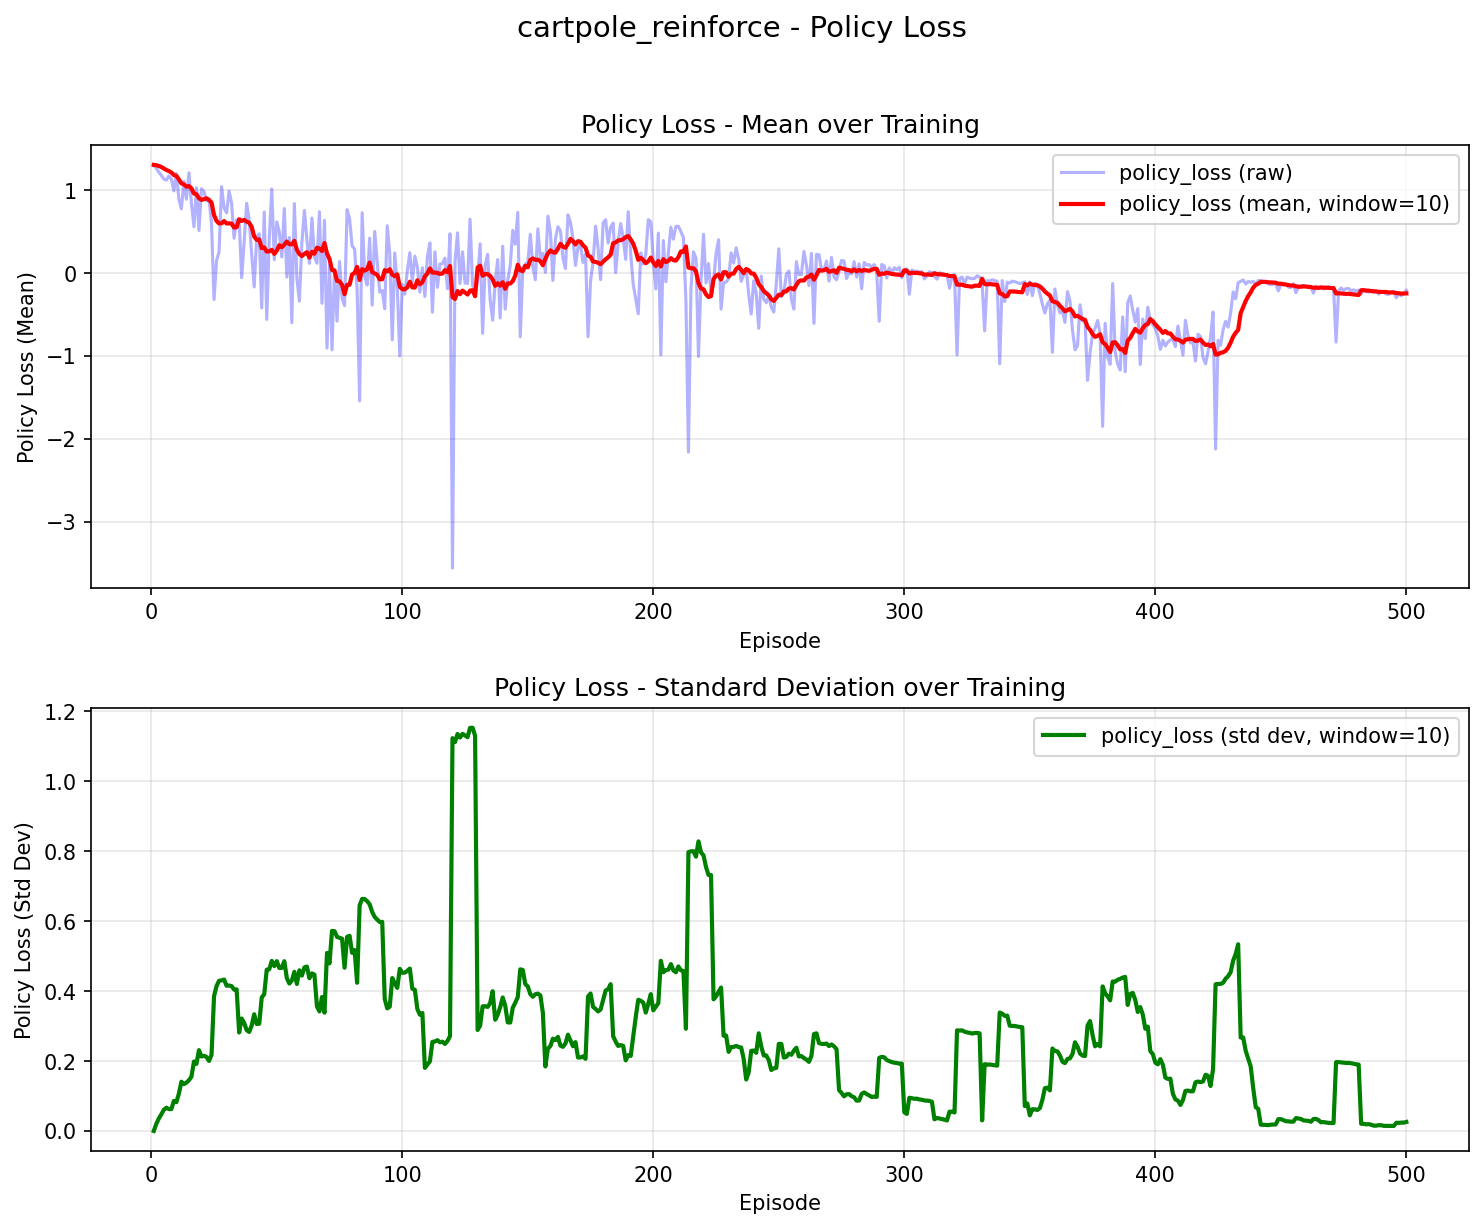 cartpole_reinforce - Policy Loss
Policy Loss - Mean over Training
policy_loss (raw)
policy_loss (mean, window=10)
Policy Loss (Mean)
1
0
−1
−2
−3
0
100
200
300
400
500
Episode
Policy Loss - Standard Deviation over Training
policy_loss (std dev, window=10)
Policy Loss (Std Dev)
1.2
1.0
0.8
0.6
0.4
0.2
0.0
0
100
200
300
400
500
Episode